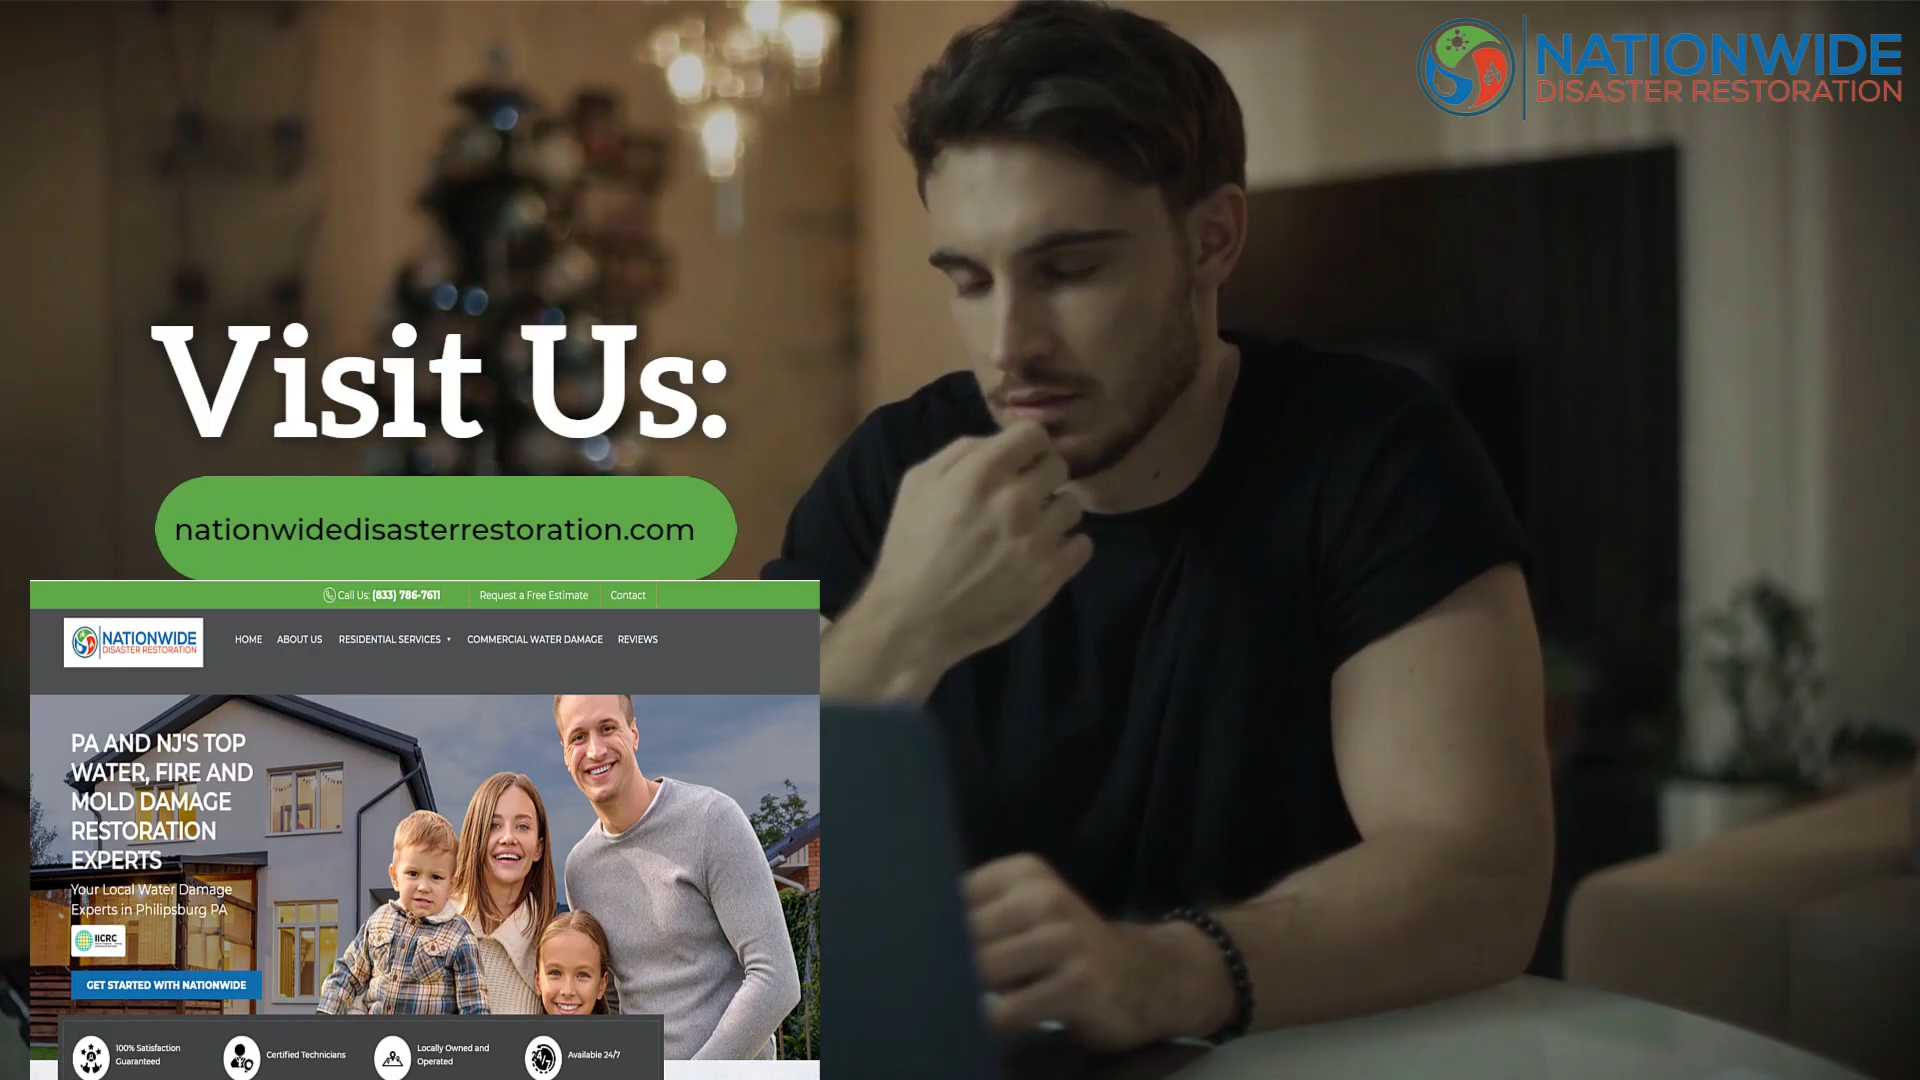 NATIONWIDE
DISASTER RESTORATION
Visit Us:
nationwidedisasterrestoration.com
Call Us: (833) 786-7611
Request a Free Estimate
Contact
NATIONWIDE
DISASTER RESTORATION
HOME
ABOUT US
RESIDENTIAL SERVICES
COMMERCIAL WATER DAMAGE
REVIEWS
PA AND NJ'S TOP
WATER, FIRE AND
MOLD DAMAGE
RESTORATION
EXPERTS
Your Local Water Damage
Experts in Philipsburg PA
IICRC
GET STARTED WITH NATIONWIDE
100% Satisfaction
Guaranteed
Certified Technicians
Locally Owned and
Operated
24/7
Available 24/7